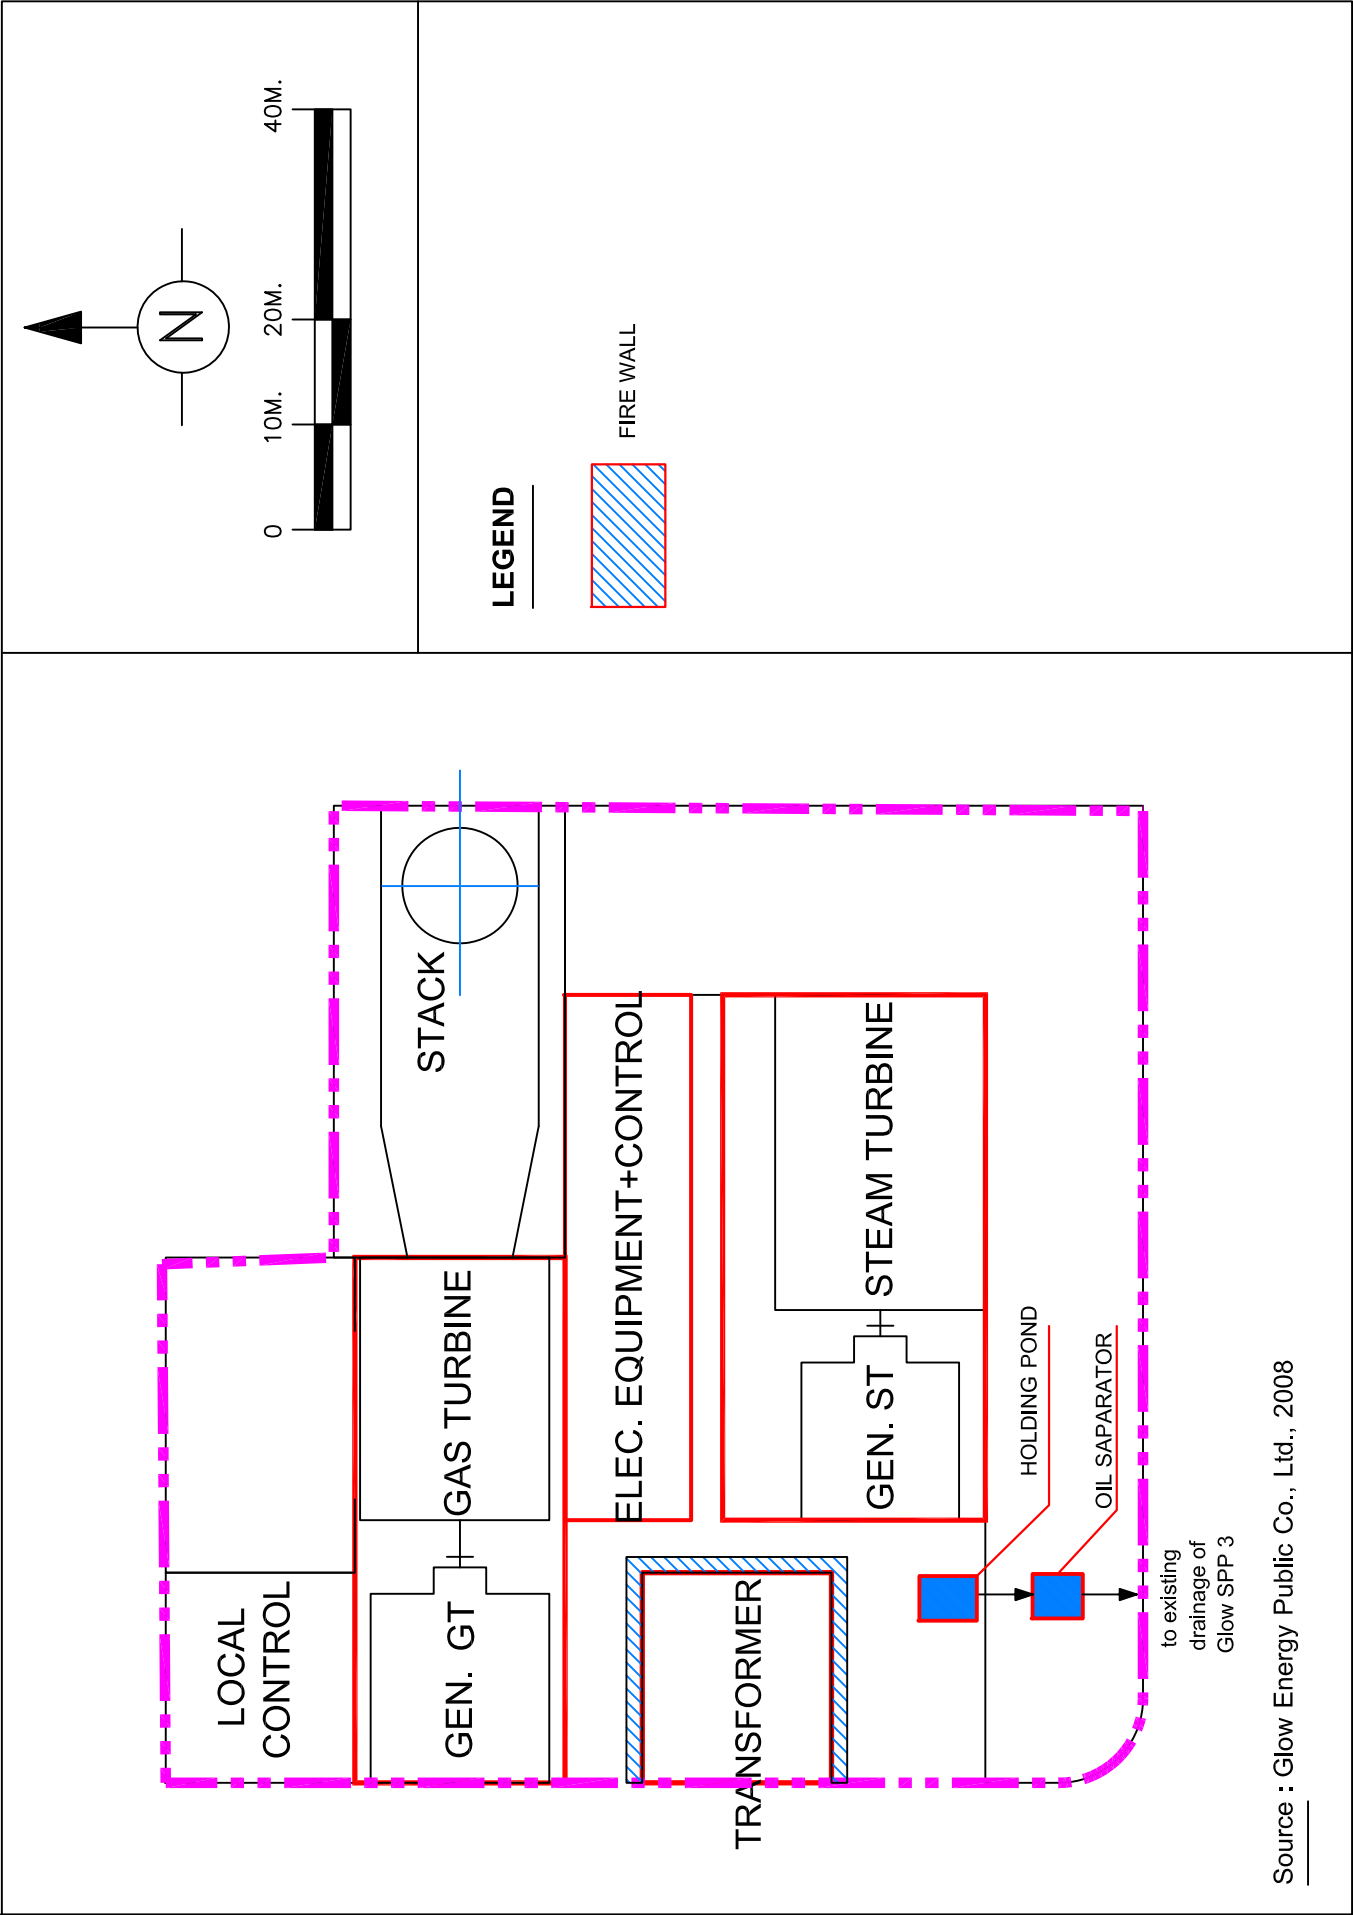 LOCAL
CONTROL
GEN. GT
GAS TURBINE
STACK
ELEC. EQUIPMENT+CONTROL
TRANSFORMER
GEN. ST
STEAM TURBINE
HOLDING POND
OIL SAPARATOR
to existing
drainage of
Glow SPP 3
Source : Glow Energy Public Co., Ltd., 2008
N
0 10M. 20M. 40M.
LEGEND
FIRE WALL